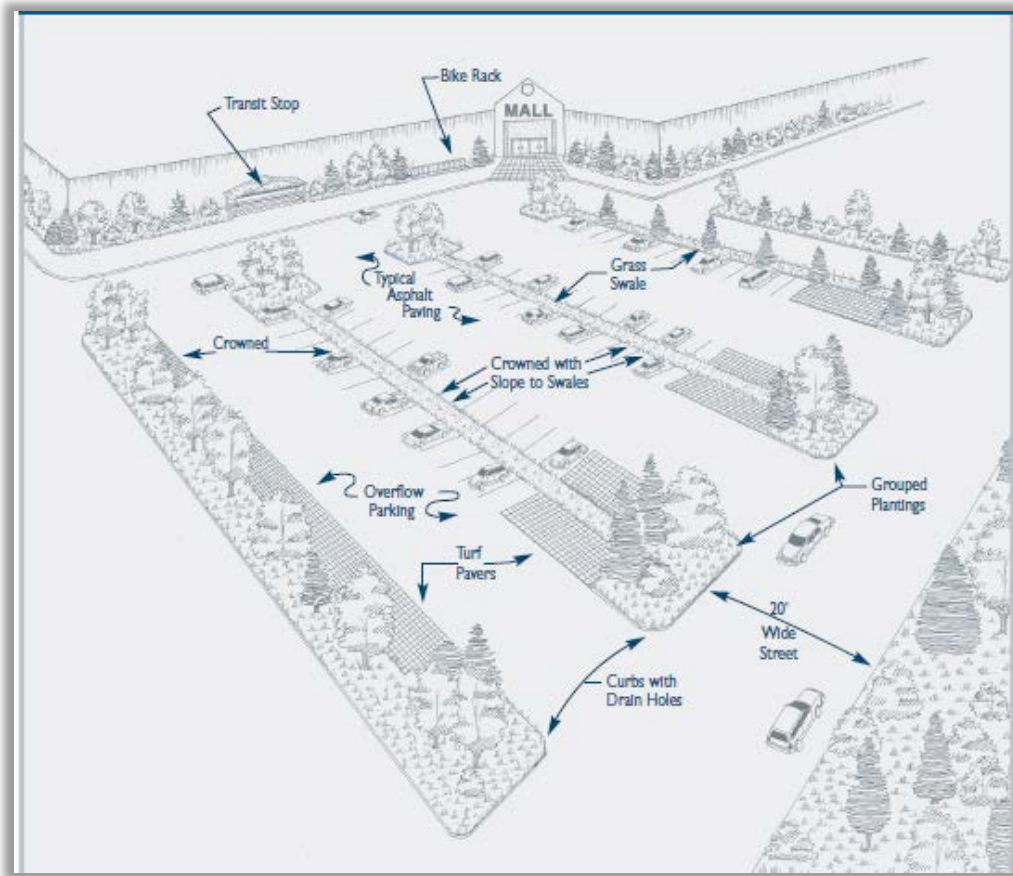 Bike Rack
Transit Stop
MALL
Grass
Swale
Typical
Asphalt
Paving
Crowned
Crowned with
Slope to Swales
Overflow
Parking
Grouped
Plantings
Turf
Pavers
20'
Wide
Street
Curbs with
Drain Holes